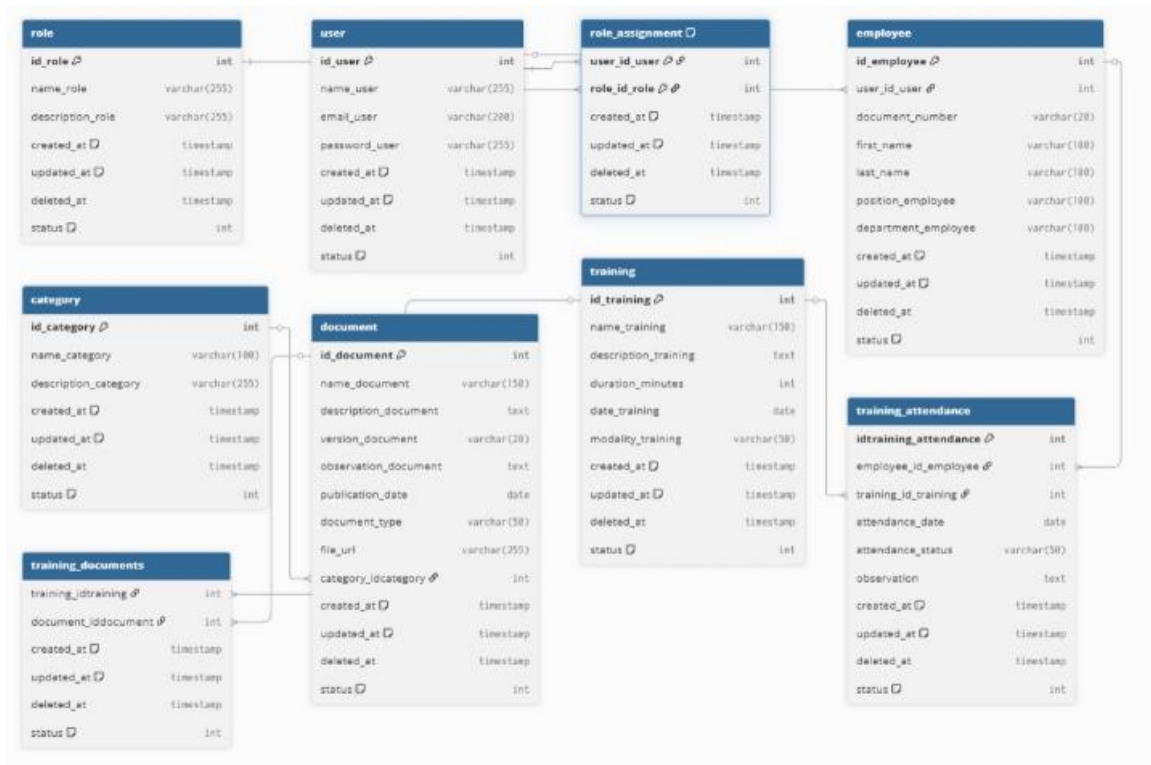 role
id_role int
name_role varchar(255)
description_role varchar(255)
created_at timestamp
updated_at timestamp
deleted_at timestamp
status int
user
id_user int
name_user varchar(255)
email_user varchar(200)
password_user varchar(255)
created_at timestamp
updated_at timestamp
deleted_at timestamp
status int
role_assignment
user_id_user int
role_id_role int
created_at timestamp
updated_at timestamp
deleted_at timestamp
status int
employee
id_employee int
user_id_user int
document_number varchar(20)
first_name varchar(100)
last_name varchar(100)
position_employee varchar(100)
department_employee varchar(100)
created_at timestamp
updated_at timestamp
deleted_at timestamp
status int
category
id_category int
name_category varchar(100)
description_category varchar(255)
created_at timestamp
updated_at timestamp
deleted_at timestamp
status int
document
id_document int
name_document varchar(150)
description_document text
version_document varchar(20)
observation_document text
publication_date date
document_type varchar(50)
file_url varchar(255)
category_idcategory int
created_at timestamp
updated_at timestamp
deleted_at timestamp
status int
training
id_training int
name_training varchar(150)
description_training text
duration_minutes int
date_training date
modality_training varchar(50)
created_at timestamp
updated_at timestamp
deleted_at timestamp
status int
training_attendance
idtraining_attendance int
employee_id_employee int
training_id_training int
attendance_date date
attendance_status varchar(50)
observation text
created_at timestamp
updated_at timestamp
deleted_at timestamp
status int
training_documents
training_idtraining int
document_iddocument int
created_at timestamp
updated_at timestamp
deleted_at timestamp
status int